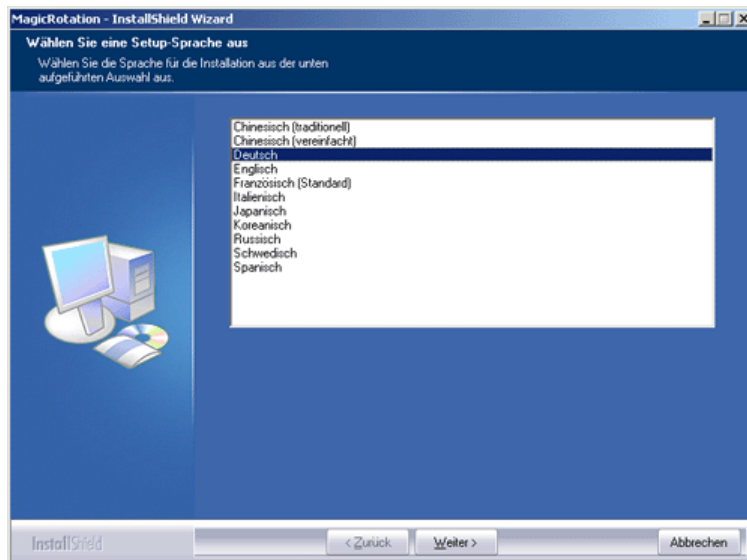 MagicRotation - InstallShield Wizard
Wählen Sie eine Setup-Sprache aus
Wählen Sie die Sprache für die Installation aus der unten
aufgeführten Auswahl aus.
Chinesisch (traditionell)
Chinesisch (vereinfacht)
Deutsch
Englisch
Französisch (Standard)
Italienisch
Japanisch
Koreanisch
Russisch
Schwedisch
Spanisch
InstallShield
< Zurück
Weiter >
Abbrechen